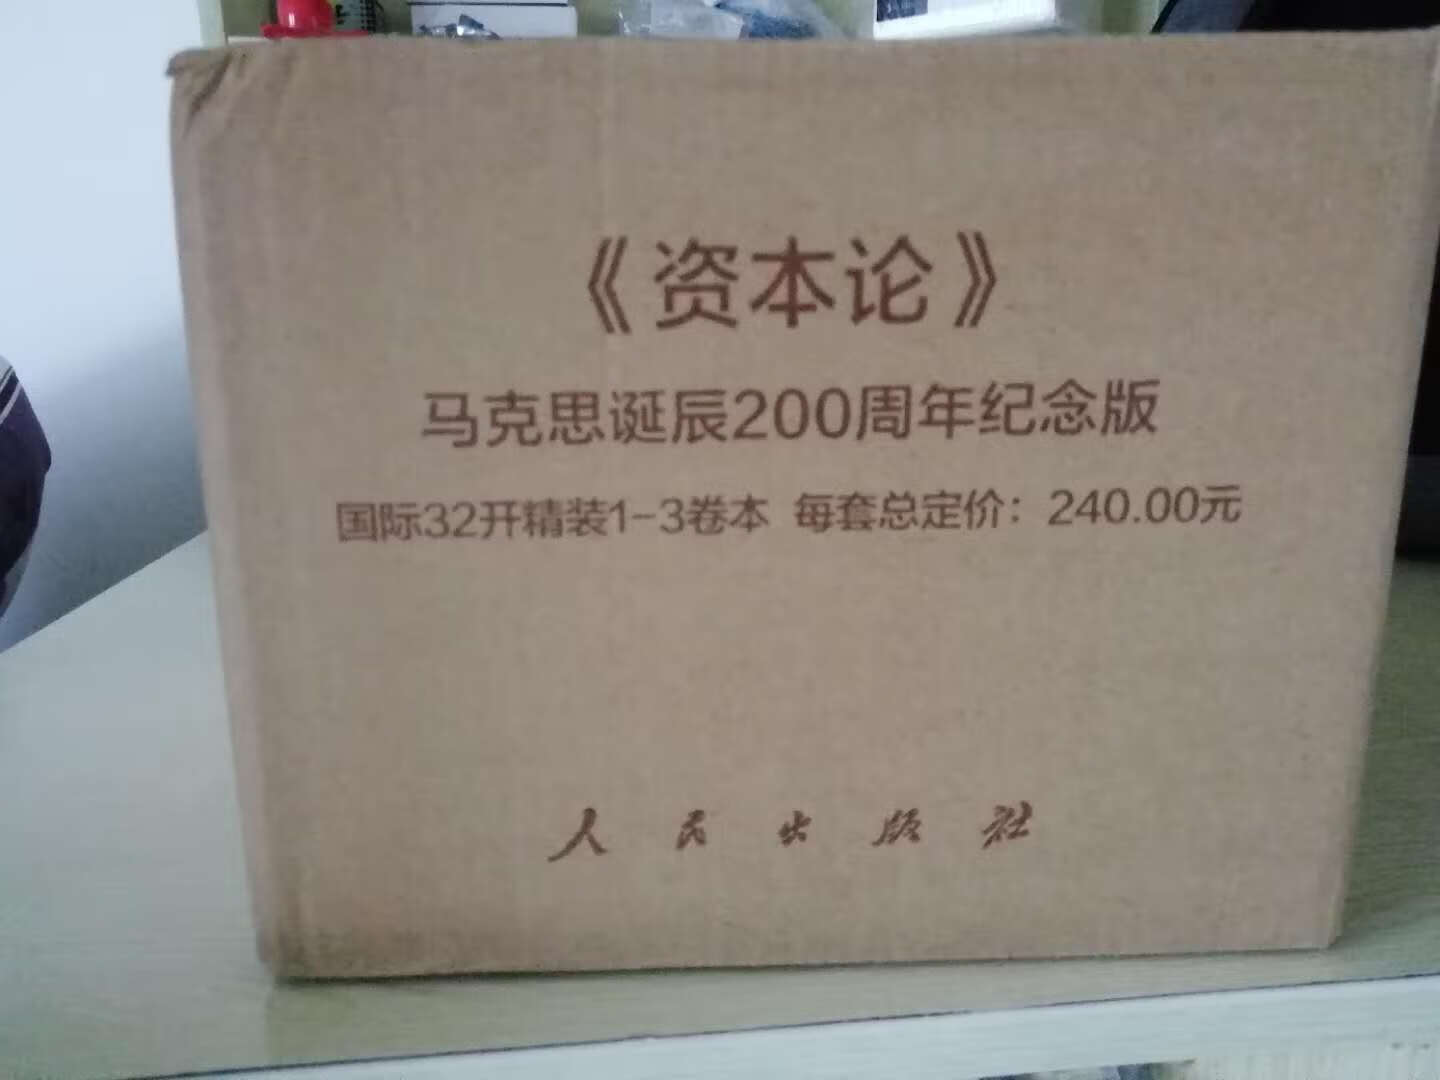 《资本论》
马克思诞辰200周年纪念版
国际32开精装1-3卷本 每套总定价：240.00元
人民出版社